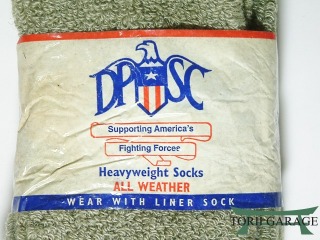 DPSC
Supporting America's
Fighting Forces
Heavyweight Socks
ALL WEATHER
WEAR WITH LINER SOCK
TORII GARAGE